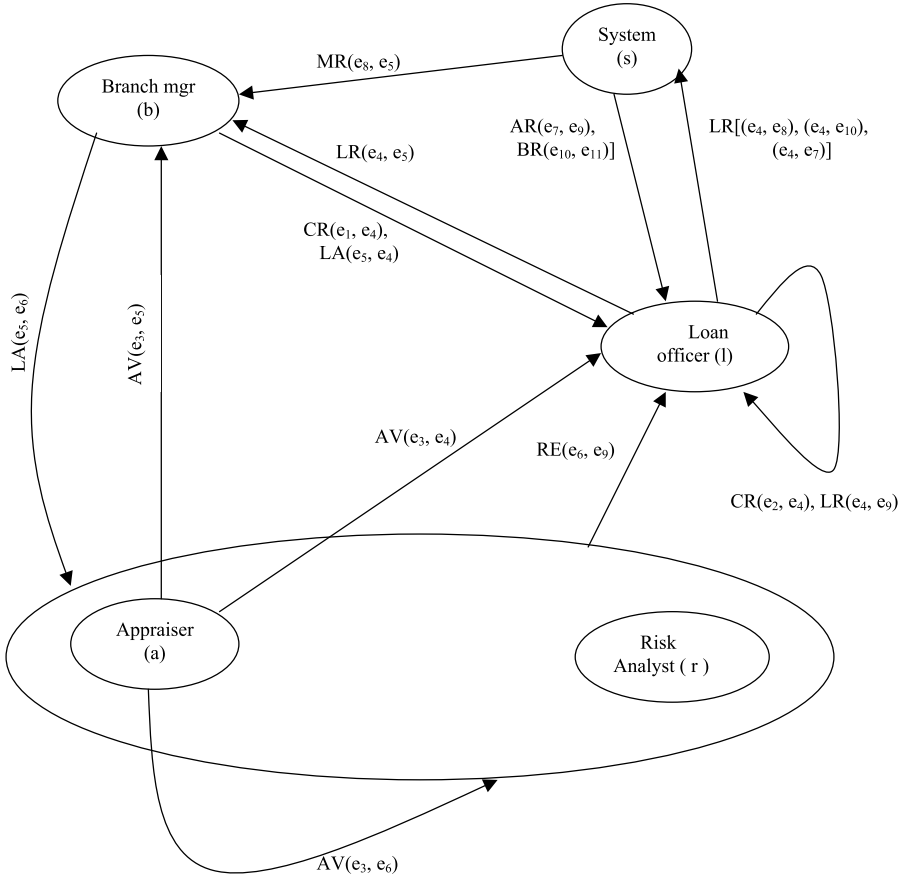 System
(s)
MR(e₈, e₅)
Branch mgr
(b)
AR(e₇, e₉),
BR(e₁₀, e₁₁)]
LR[(e₄, e₈), (e₄, e₁₀),
(e₄, e₇)]
LR(e₄, e₅)
CR(e₁, e₄),
LA(e₅, e₄)
LA(e₅, e₆)
AV(e₃, e₅)
Loan
officer (l)
AV(e₃, e₄)
RE(e₆, e₉)
CR(e₂, e₄), LR(e₄, e₉)
Appraiser
(a)
Risk
Analyst ( r )
AV(e₃, e₆)